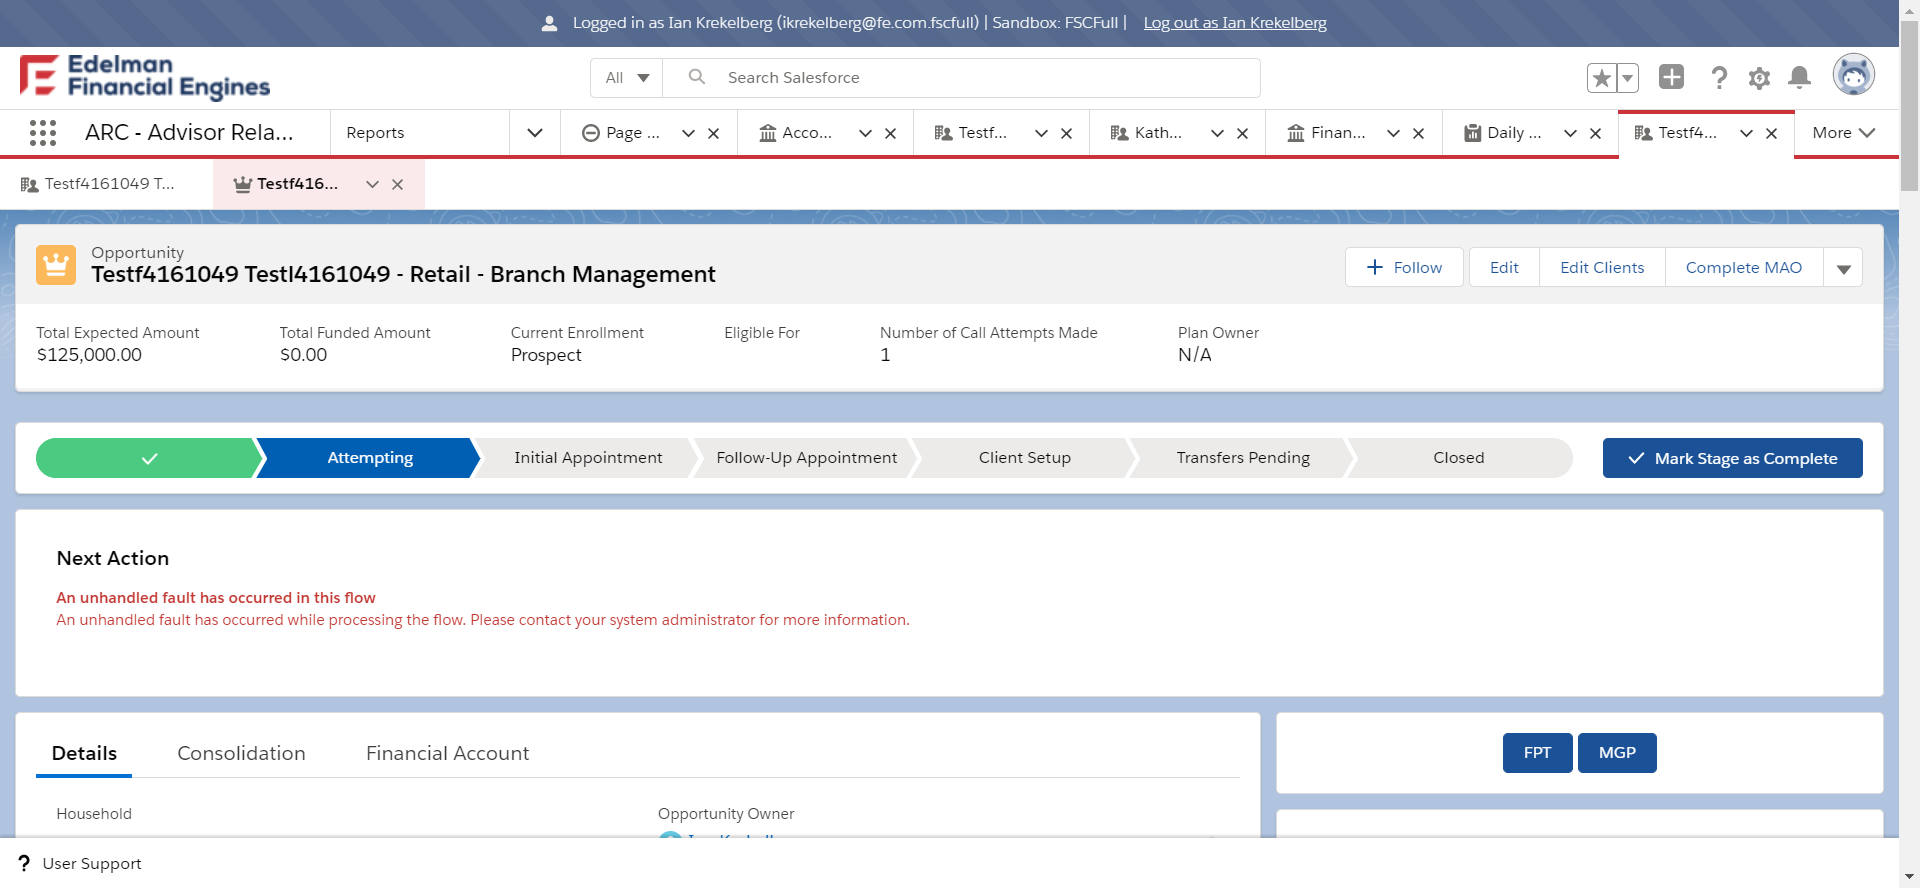 Logged in as Ian Krekelberg (ikrekelberg@fe.com.fscfull) | Sandbox: FSCFull | Log out as Ian Krekelberg
Edelman
Financial Engines
All
Search Salesforce
ARC - Advisor Rela...
Reports
Page ...
Acco...
Testf...
Kath...
Finan...
Daily ...
Testf4...
More
Testf4161049 T...
Testf416...
Opportunity
Testf4161049 Testl4161049 - Retail - Branch Management
Follow
Edit
Edit Clients
Complete MAO
Total Expected Amount
$125,000.00
Total Funded Amount
$0.00
Current Enrollment
Prospect
Eligible For
Number of Call Attempts Made
1
Plan Owner
N/A
Attempting
Initial Appointment
Follow-Up Appointment
Client Setup
Transfers Pending
Closed
Mark Stage as Complete
Next Action
An unhandled fault has occurred in this flow
An unhandled fault has occurred while processing the flow. Please contact your system administrator for more information.
Details
Consolidation
Financial Account
FPT
MGP
Household
Opportunity Owner
User Support